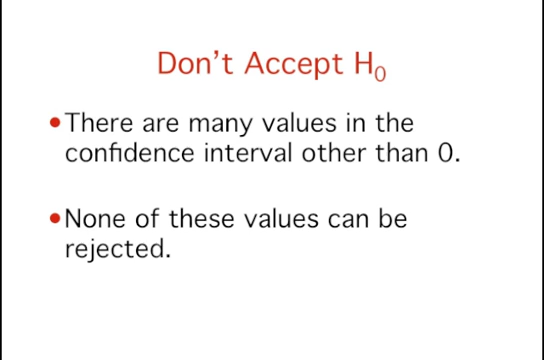 Don’t Accept H₀
•There are many values in the
confidence interval other than 0.
•None of these values can be
rejected.